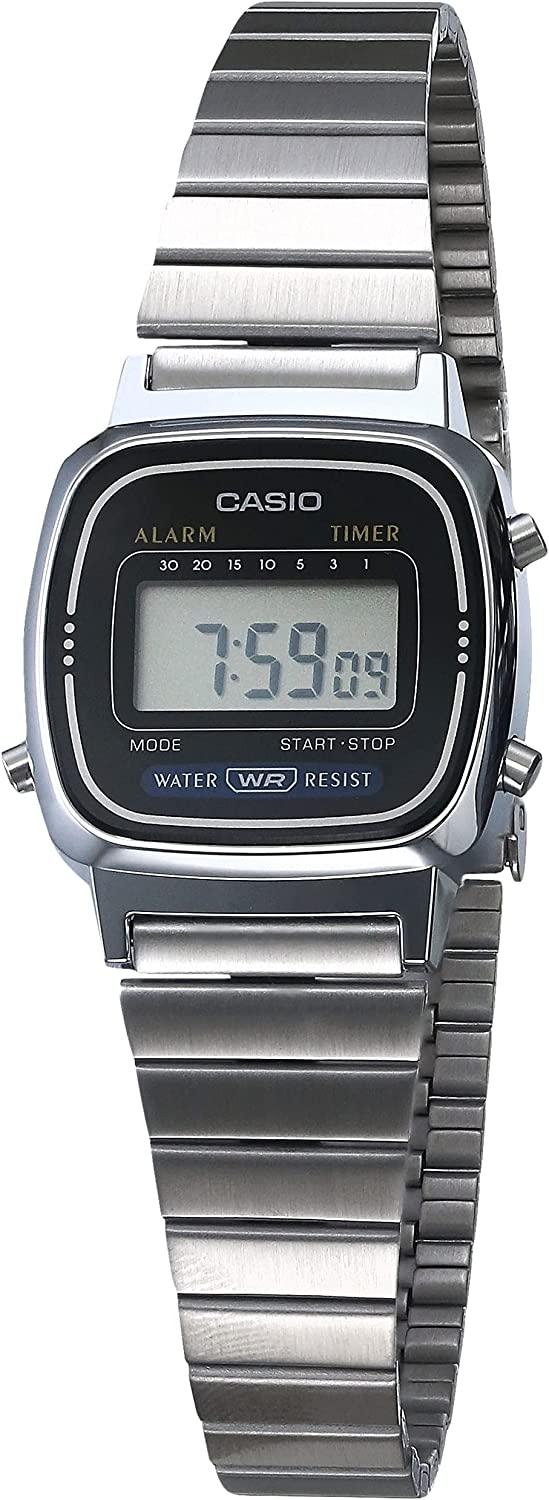 CASIO
ALARM TIMER
30 20 15 10 5 3 1
7:59 09
MODE START·STOP
WATER WR RESIST